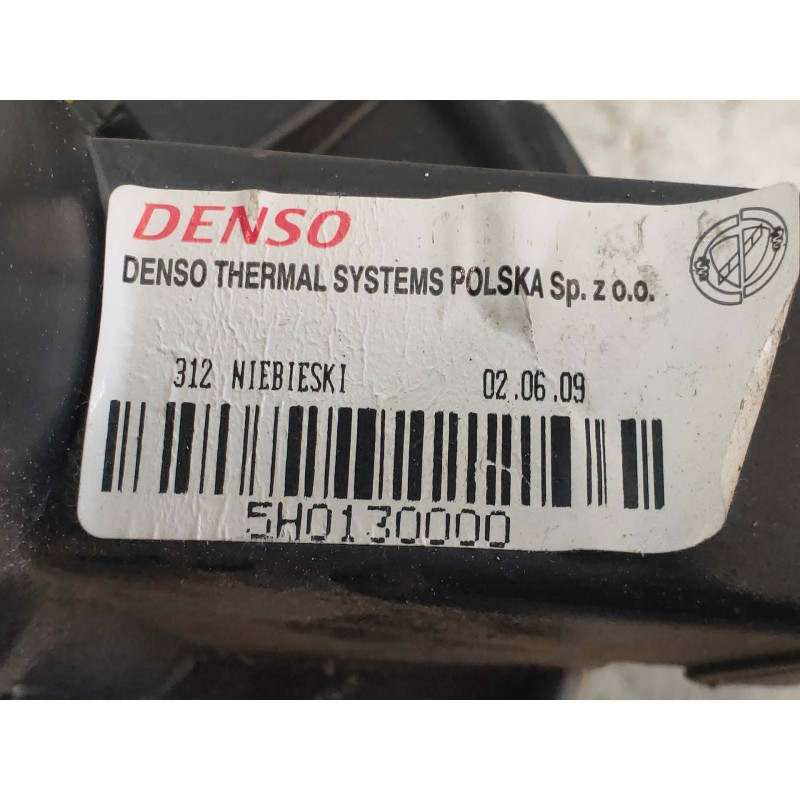 DENSO
DENSO THERMAL SYSTEMS POLSKA Sp. z o.o.
312 NIEBIESKI 02.06.09
5H0130000